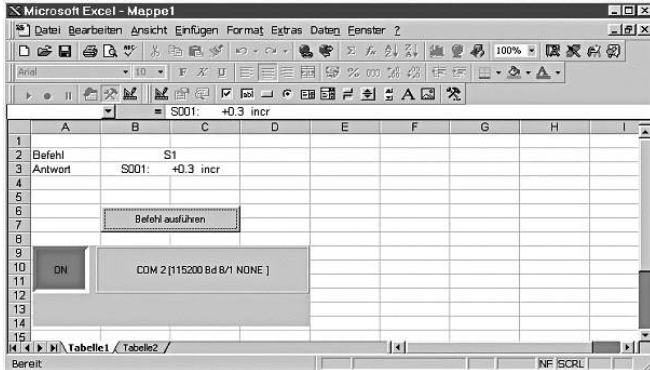 Microsoft Excel - Mappe1
Datei Bearbeiten Ansicht Einfügen Format Extras Daten Fenster ?
100%
Arial 10 F K U % 000
A
= S001: +0.3 incr
A B C D E F G H I
1
2 Befehl S1
3 Antwort S001: +0.3 incr
4
5
6
Befehl ausführen
7
8
9
10 ON COM 2 [115200 Bd 8/1 NONE ]
11
12
13
14
15
Tabelle1 Tabelle2
Bereit NF SCRL